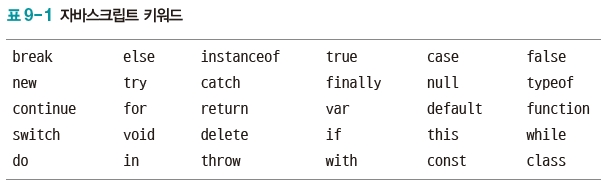 표 9-1 자바스크립트 키워드
break else instanceof true case false
new try catch finally null typeof
continue for return var default function
switch void delete if this while
do in throw with const class